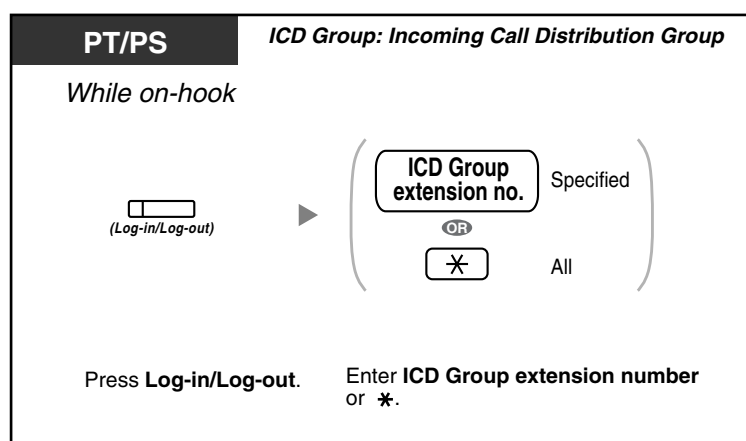 PT/PS
ICD Group: Incoming Call Distribution Group
While on-hook
(Log-in/Log-out)
ICD Group
extension no.
Specified
OR
*
All
Press Log-in/Log-out.
Enter ICD Group extension number
or *.